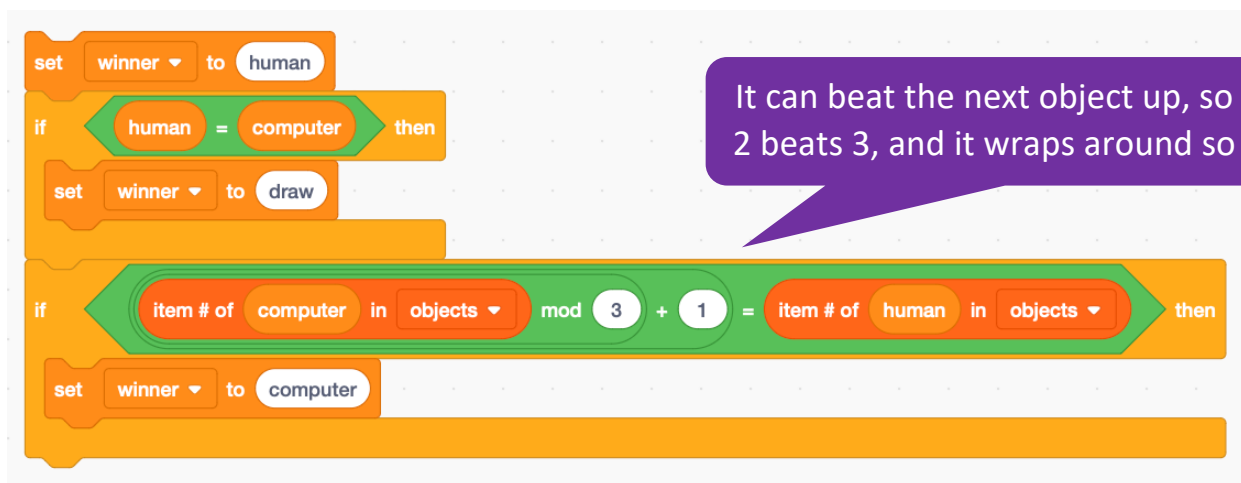 set winner to human
It can beat the next object up, so
2 beats 3, and it wraps around so
if human = computer then
set winner to draw
if item # of computer in objects mod 3 + 1 = item # of human in objects then
set winner to computer